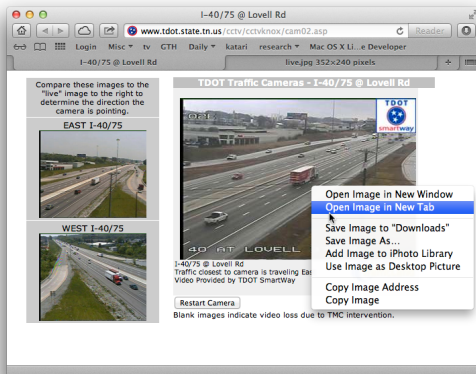 I-40/75 @ Lovell Rd
www.tdot.state.tn.us/cctv/cctvknox/cam02.asp
Reader
Login Misc ▾ tv GTH Daily ▾ katari research ▾ Mac OS X Li...e Developer
I-40/75 @ Lovell Rd
live.jpg 352×240 pixels
Compare these images to the
"live" image to the right to
determine the direction the
camera is pointing.
EAST I-40/75
WEST I-40/75
TDOT Traffic Cameras - I-40/75 @ Lovell Rd
02E
TDOT
smartway
40 AT LOVELL
I-40/75 @ Lovell Rd
Traffic closest to camera is traveling Eas
Video Provided by TDOT SmartWay
Restart Camera
Blank images indicate video loss due to TMC intervention.
Open Image in New Window
Open Image in New Tab
Save Image to "Downloads"
Save Image As...
Add Image to iPhoto Library
Use Image as Desktop Picture
Copy Image Address
Copy Image